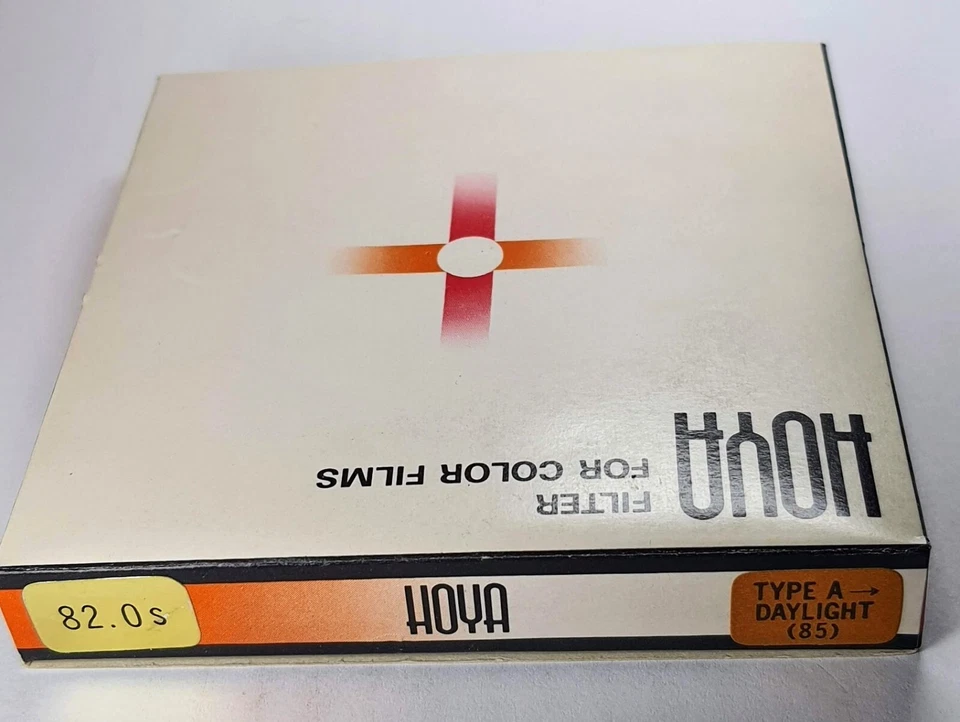 HOYA
FILTER
FOR COLOR FILMS
82.0s
HOYA
TYPE A →
DAYLIGHT
(85)